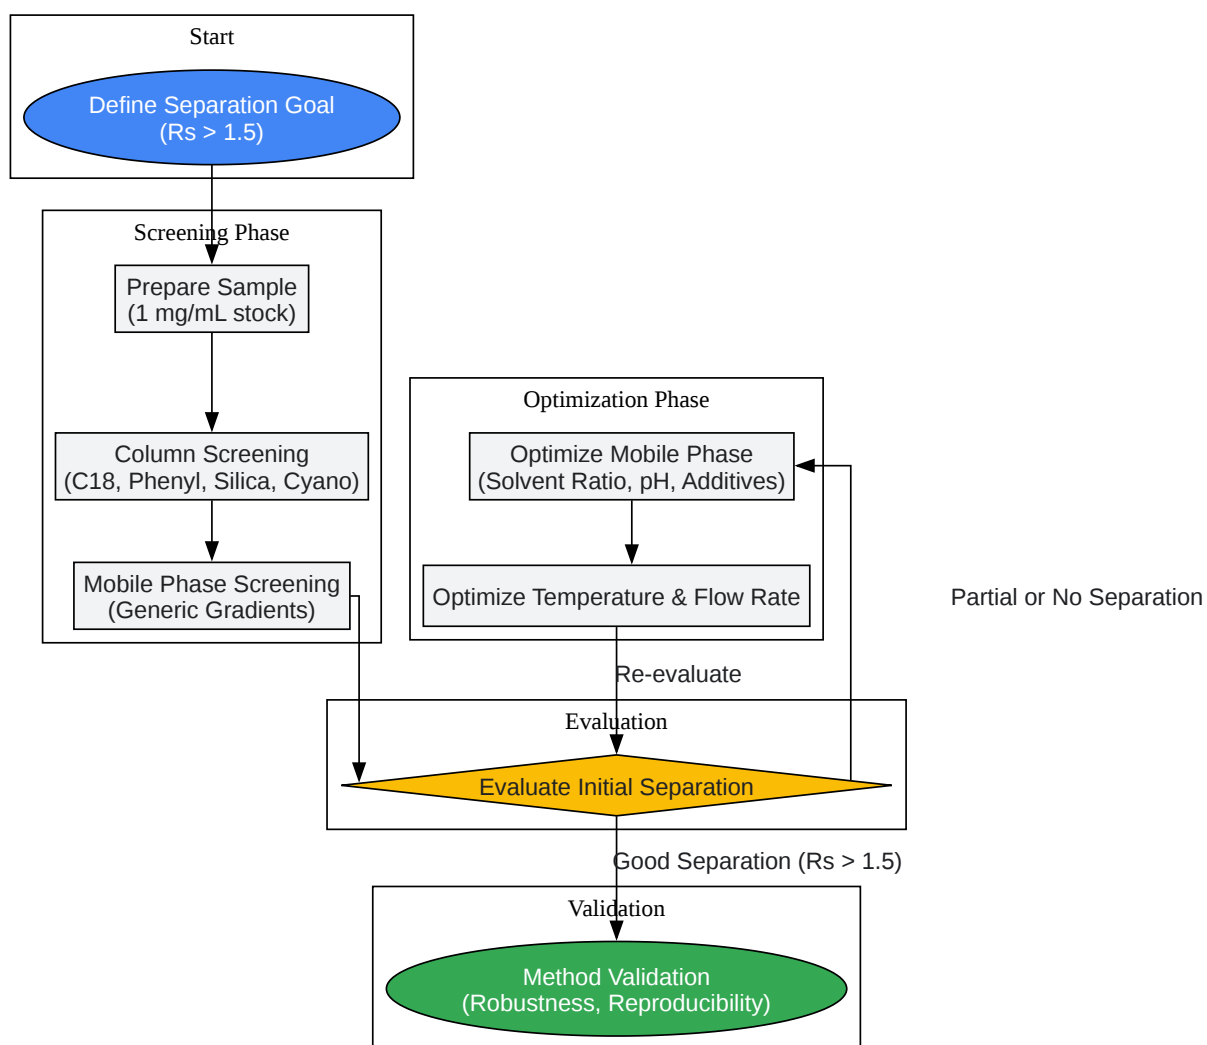 Start
Define Separation Goal
(Rs > 1.5)
Screening Phase
Prepare Sample
(1 mg/mL stock)
Column Screening
(C18, Phenyl, Silica, Cyano)
Mobile Phase Screening
(Generic Gradients)
Optimization Phase
Optimize Mobile Phase
(Solvent Ratio, pH, Additives)
Optimize Temperature & Flow Rate
Partial or No Separation
Re-evaluate
Evaluation
Evaluate Initial Separation
Good Separation (Rs > 1.5)
Validation
Method Validation
(Robustness, Reproducibility)